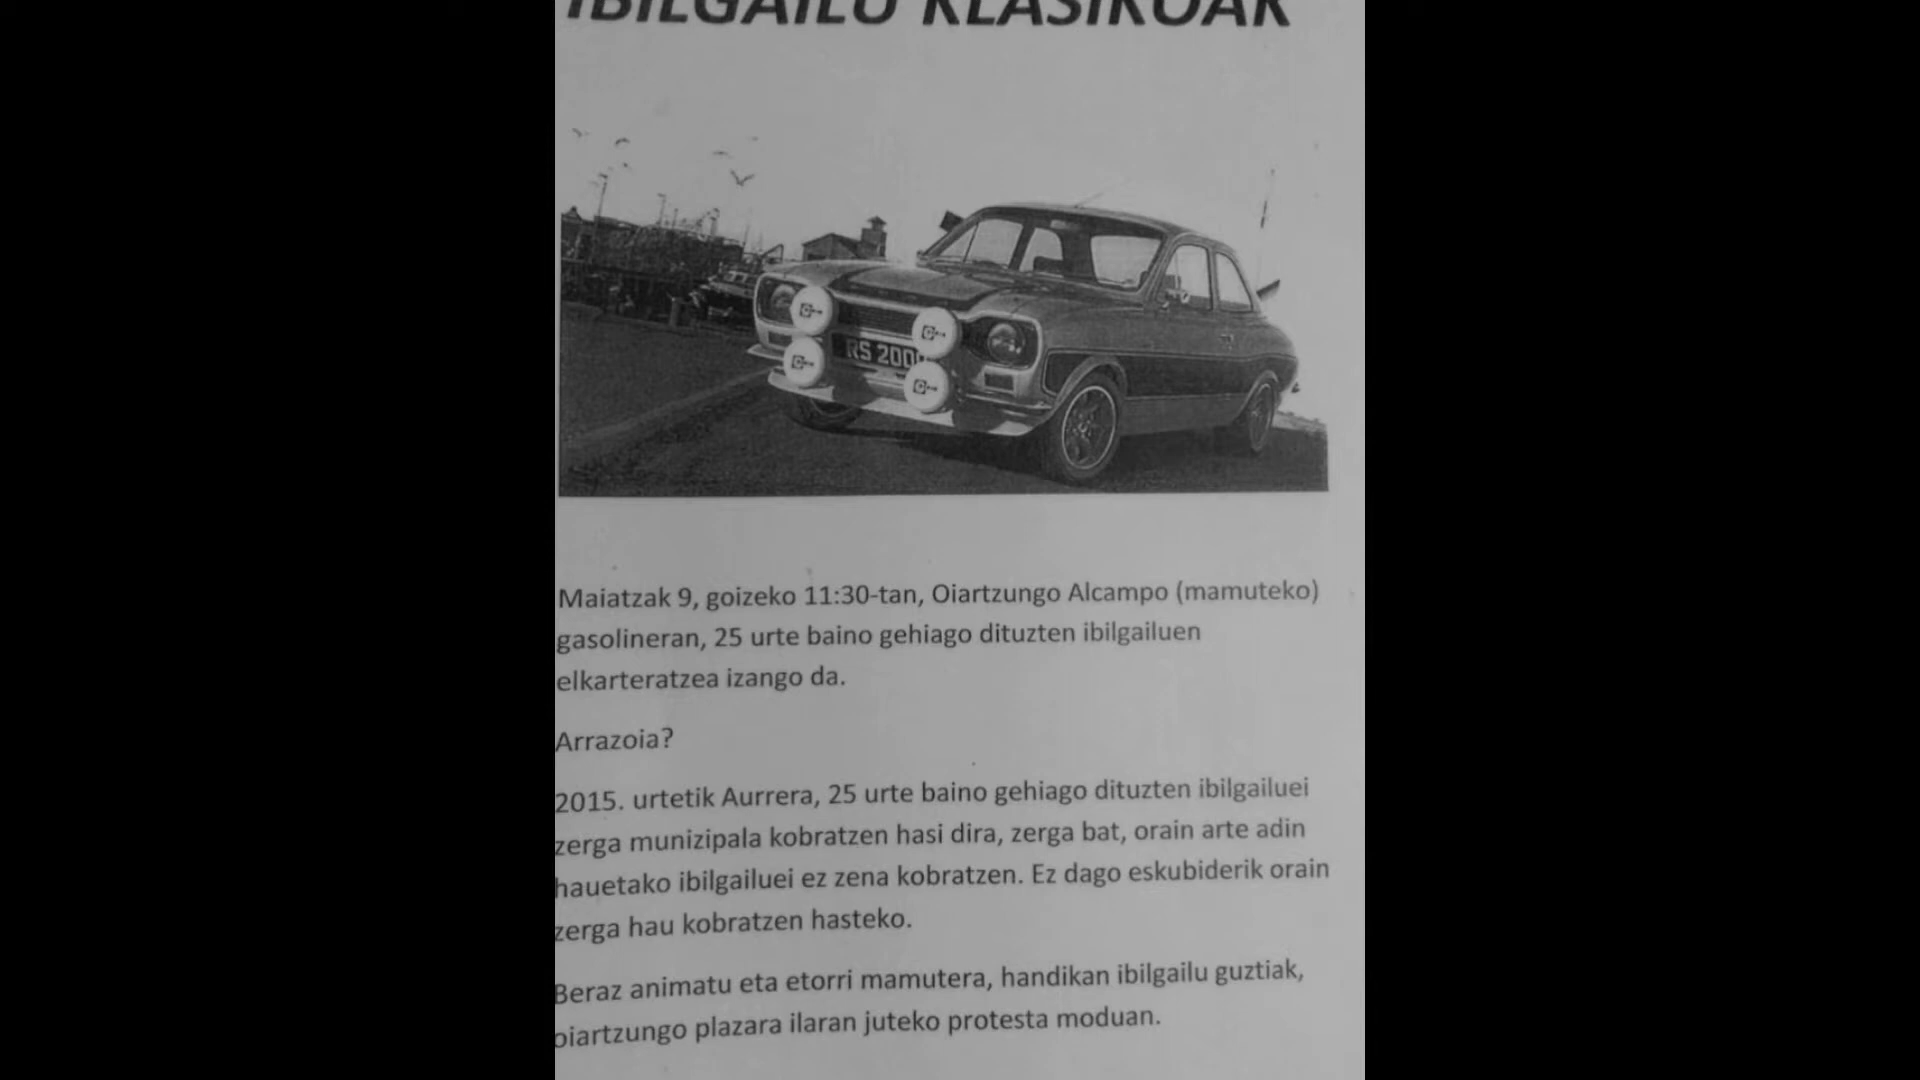 IBILGAILU KLASIKOAK
RS 2000
Maiatzak 9, goizeko 11:30-tan, Oiartzungo Alcampo (mamuteko)
gasolineran, 25 urte baino gehiago dituzten ibilgailuen
elkarteratzea izango da.
Arrazoia?
2015. urtetik Aurrera, 25 urte baino gehiago dituzten ibilgailuei
zerga munizipala kobratzen hasi dira, zerga bat, orain arte adin
hauetako ibilgailuei ez zena kobratzen. Ez dago eskubiderik orain
zerga hau kobratzen hasteko.
Beraz animatu eta etorri mamutera, handikan ibilgailu guztiak,
oiartzungo plazara ilaran juteko protesta moduan.